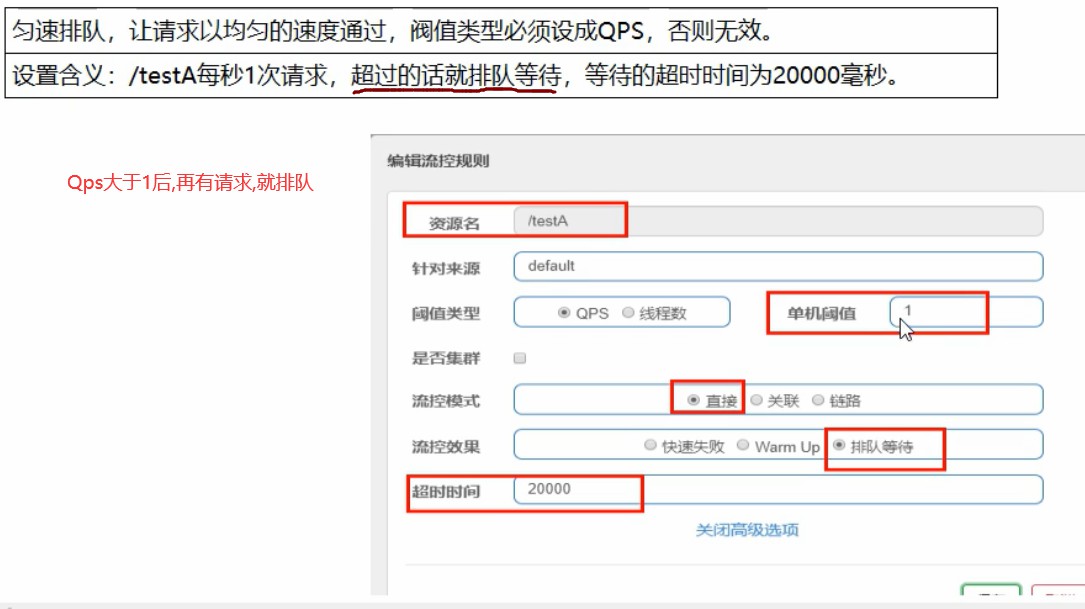 匀速排队，让请求以均匀的速度通过，阀值类型必须设成QPS，否则无效。
设置含义：/testA每秒1次请求，超过的话就排队等待，等待的超时时间为20000毫秒。
Qps大于1后,再有请求,就排队
编辑流控规则
资源名 /testA
针对来源 default
阈值类型 QPS 线程数 单机阈值 1
是否集群
流控模式 直接 关联 链路
流控效果 快速失败 Warm Up 排队等待
超时时间 20000
关闭高级选项